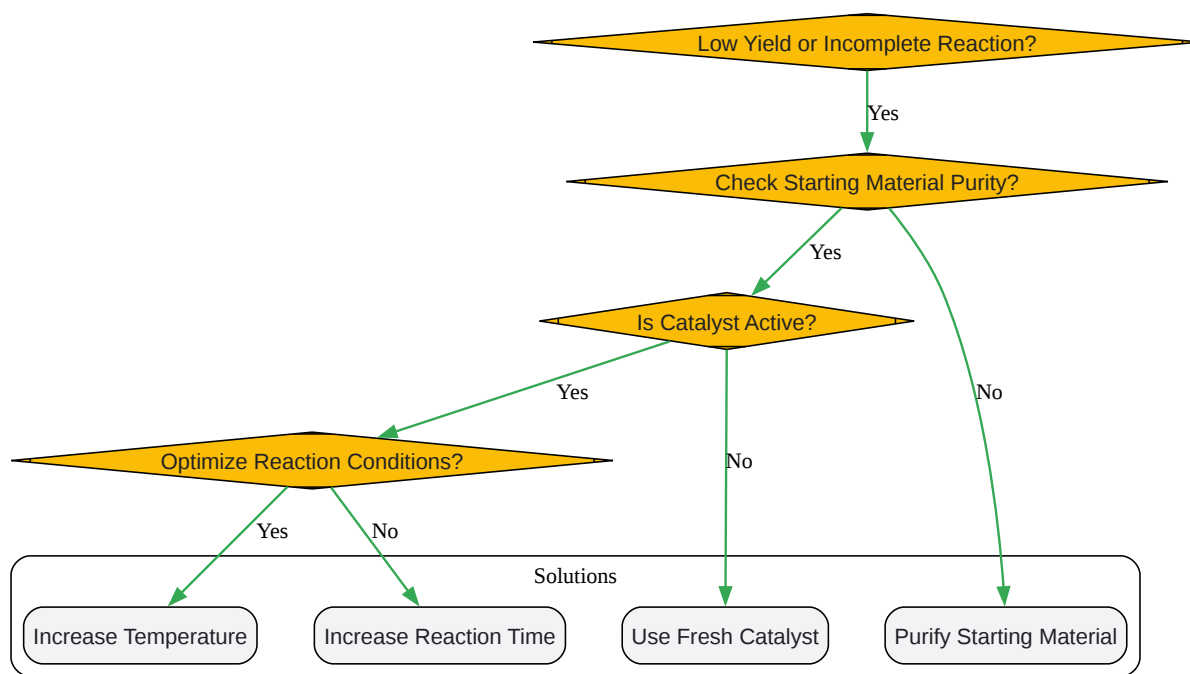 Low Yield or Incomplete Reaction?
Yes
Check Starting Material Purity?
Yes
Is Catalyst Active?
Yes
No
No
Optimize Reaction Conditions?
Yes
No
Solutions
Increase Temperature
Increase Reaction Time
Use Fresh Catalyst
Purify Starting Material